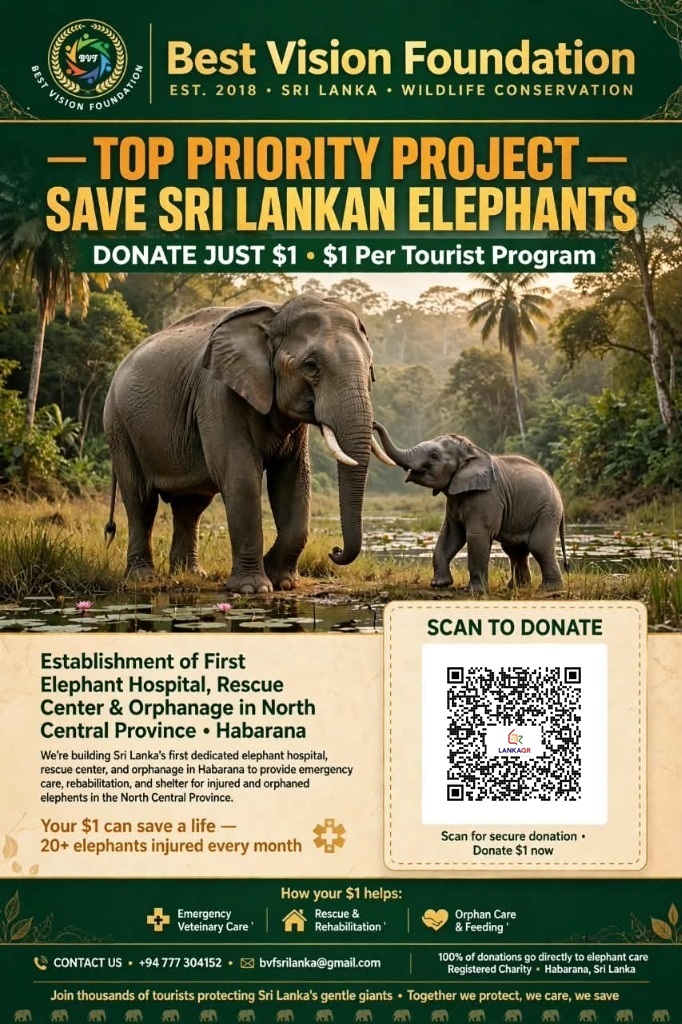 BVF
BEST VISION FOUNDATION
Best Vision Foundation
EST. 2018 • SRI LANKA • WILDLIFE CONSERVATION
— TOP PRIORITY PROJECT —
SAVE SRI LANKAN ELEPHANTS
DONATE JUST $1 • $1 Per Tourist Program
Establishment of First
Elephant Hospital, Rescue
Center & Orphanage in North
Central Province • Habarana
We're building Sri Lanka's first dedicated elephant hospital,
rescue center, and orphanage in Habarana to provide emergency
care, rehabilitation, and shelter for injured and orphaned
elephants in the North Central Province.
Your $1 can save a life —
20+ elephants injured every month
SCAN TO DONATE
LANKAQR
Scan for secure donation •
Donate $1 now
How your $1 helps:
Emergency
Veterinary Care '
Rescue &
Rehabilitation '
Orphan Care
& Feeding '
CONTACT US • +94 777 304152 • bvfsrilanka@gmail.com
100% of donations go directly to elephant care
Registered Charity • Habarana, Sri Lanka
Join thousands of tourists protecting Sri Lanka's gentle giants • Together we protect, we care, we save